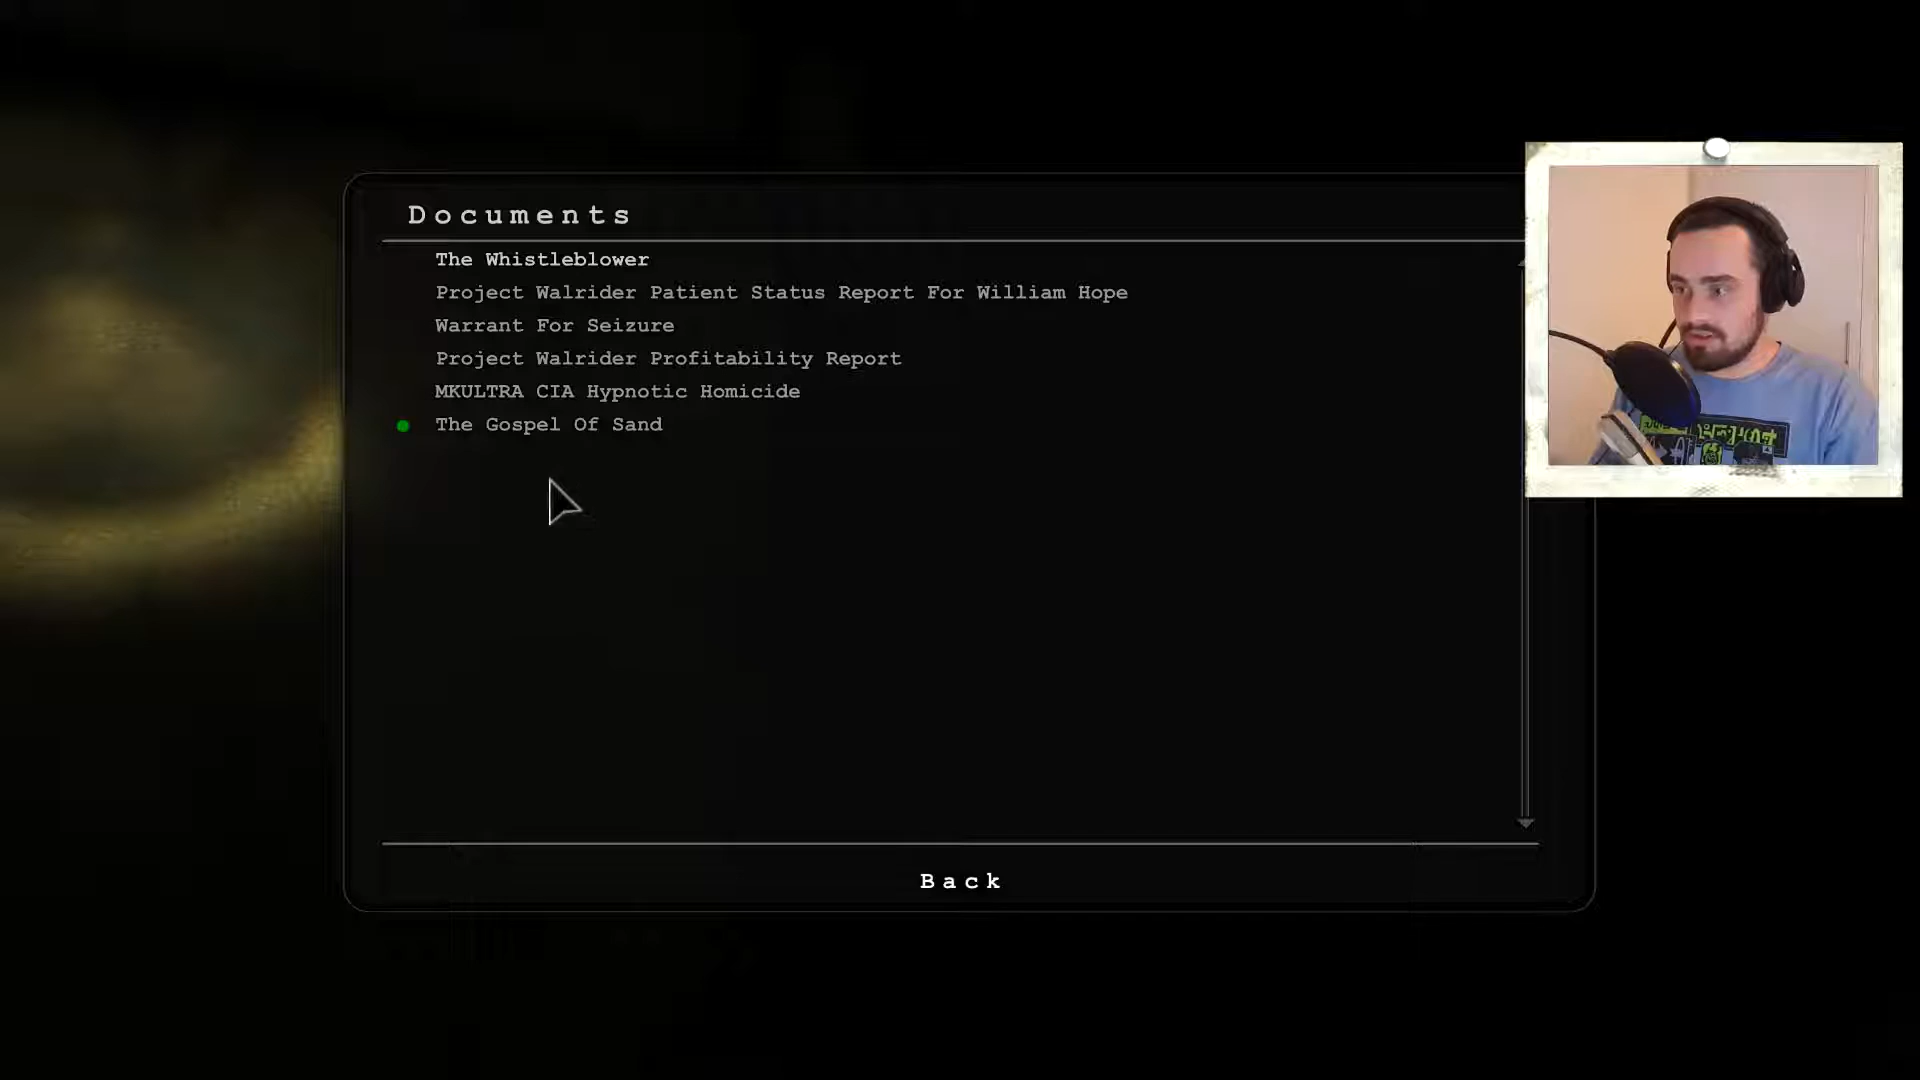 Documents
The Whistleblower
Project Walrider Patient Status Report For William Hope
Warrant For Seizure
Project Walrider Profitability Report
MKULTRA CIA Hypnotic Homicide
The Gospel Of Sand
Back